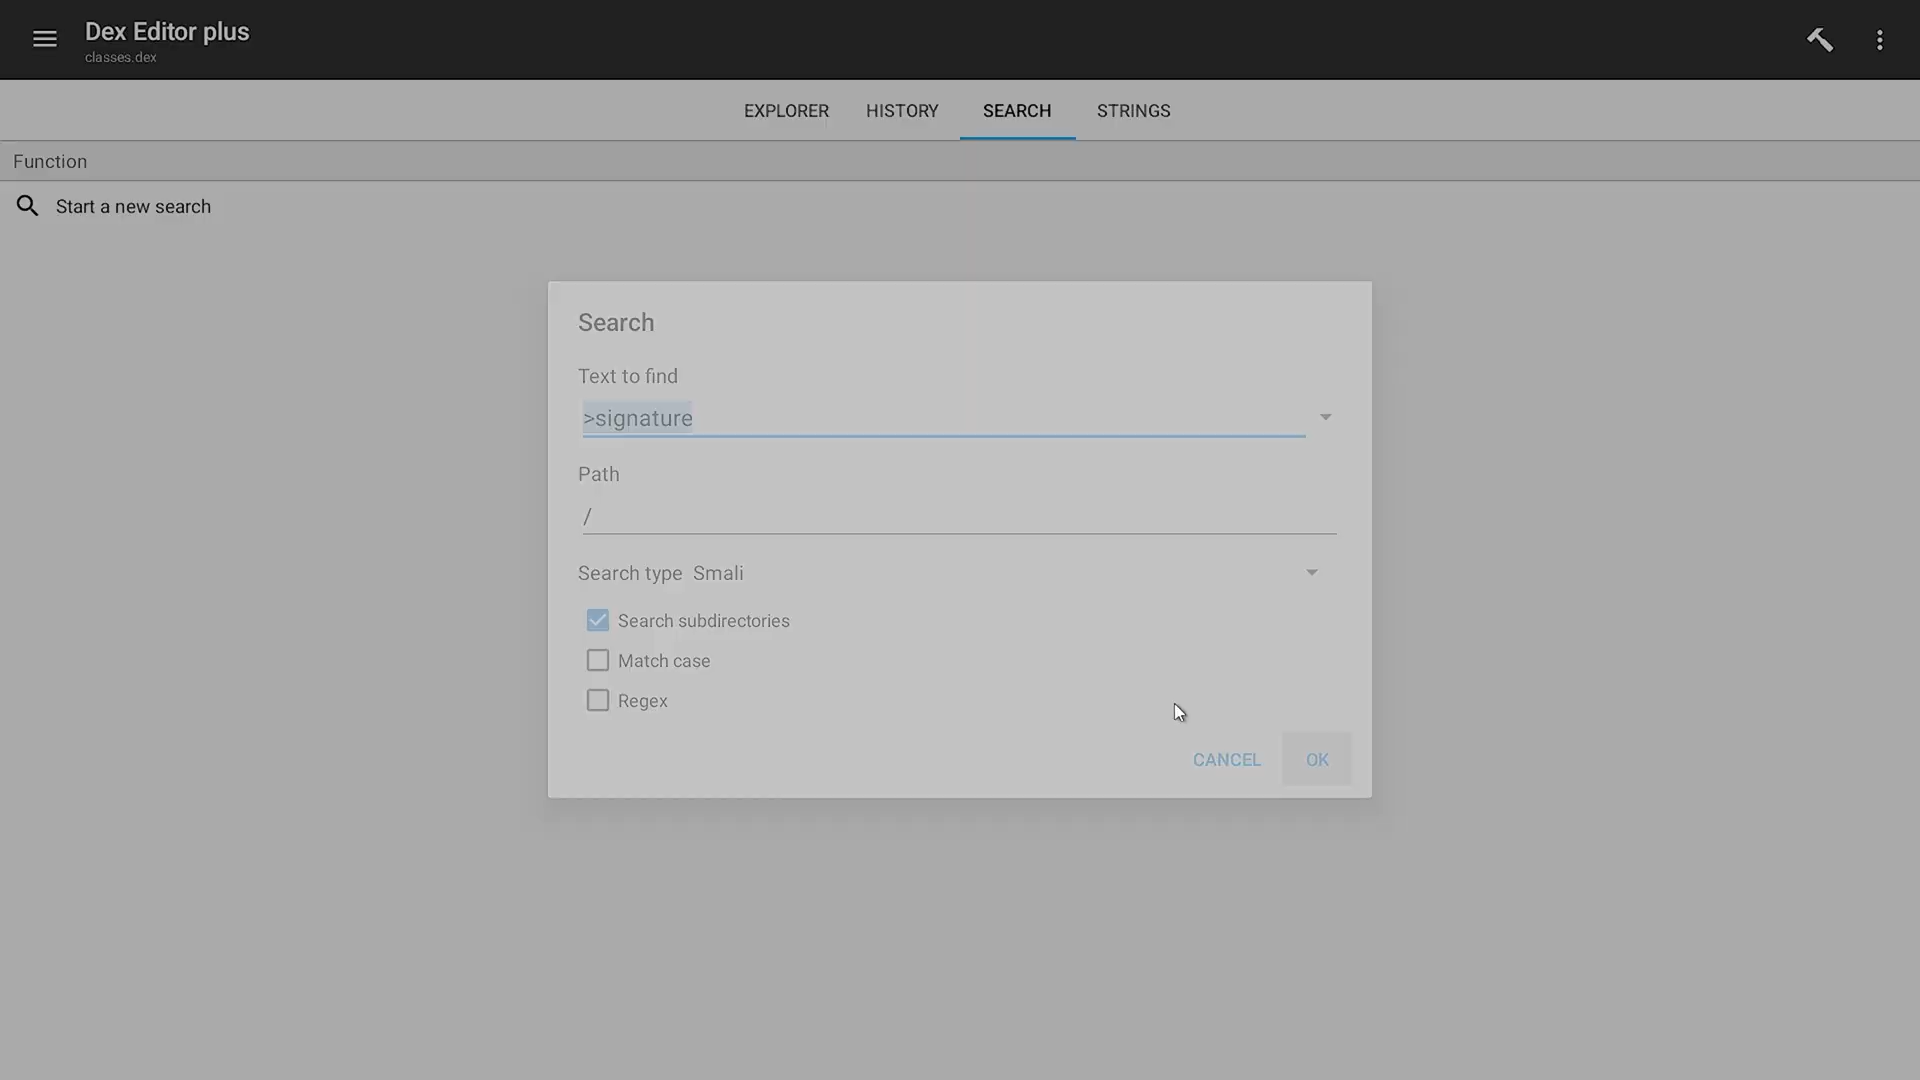 Dex Editor plus
classes.dex
EXPLORER HISTORY SEARCH STRINGS
Function
Start a new search
Search
Text to find
>signature
Path
/
Search type Smali
Search subdirectories
Match case
Regex
CANCEL OK